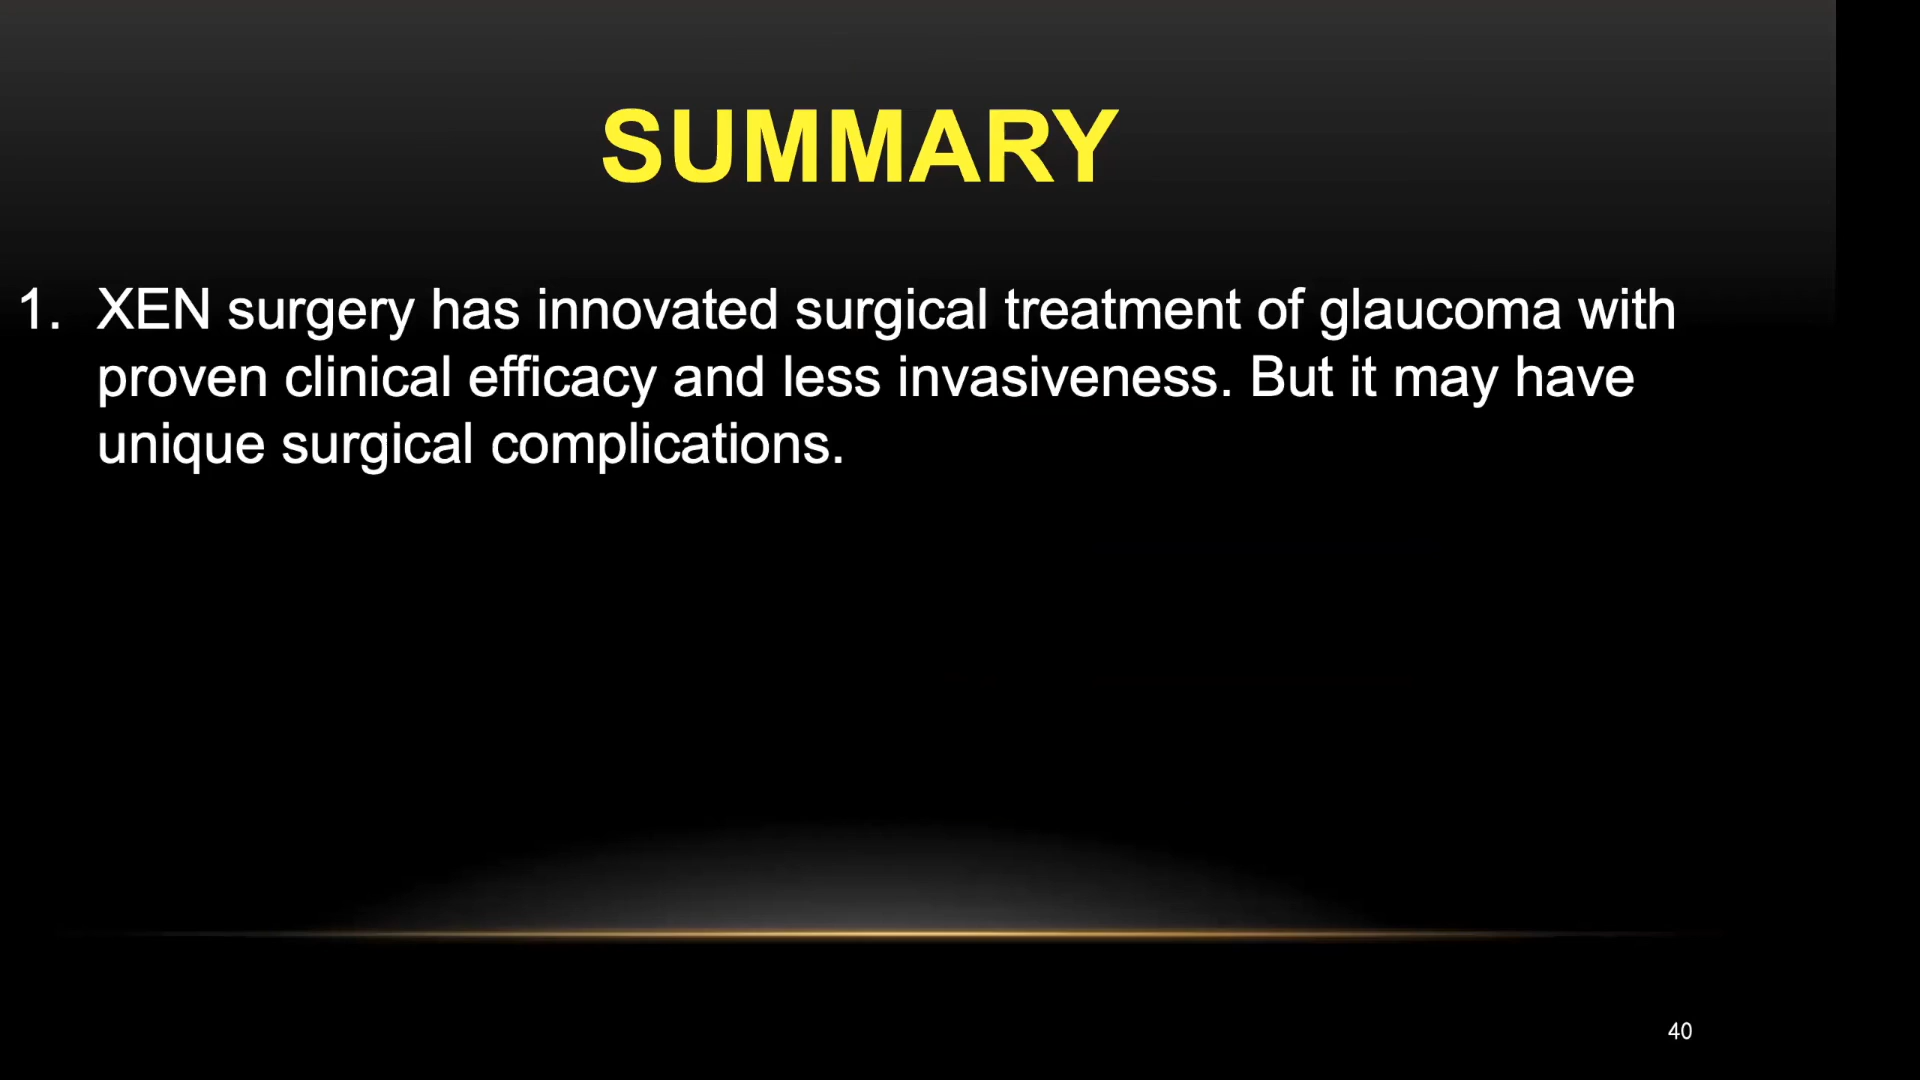 SUMMARY
1. XEN surgery has innovated surgical treatment of glaucoma with
proven clinical efficacy and less invasiveness. But it may have
unique surgical complications.
40